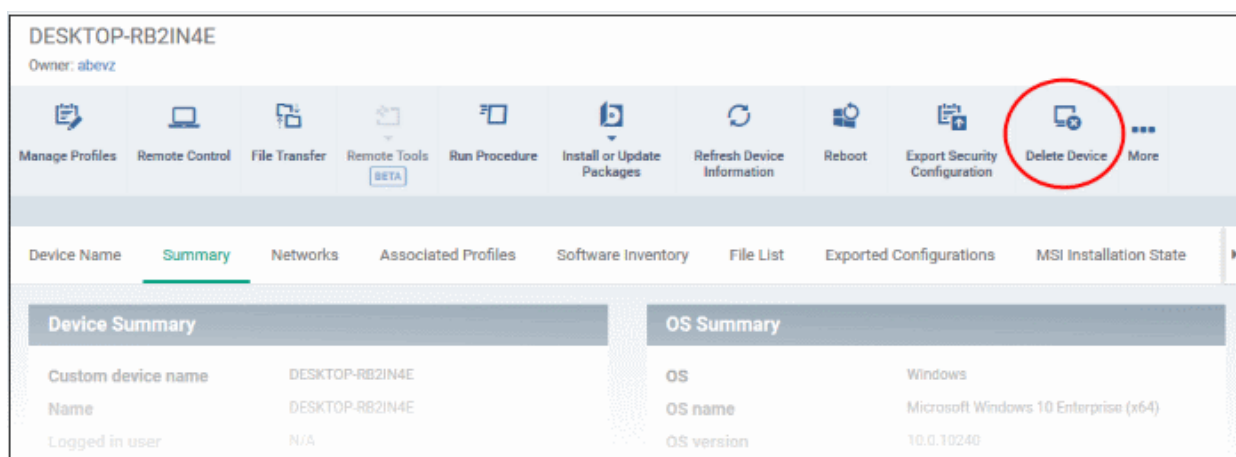 DESKTOP-RB2IN4E
Owner: abevz
Manage Profiles
Remote Control
File Transfer
Remote Tools
BETA
Run Procedure
Install or Update
Packages
Refresh Device
Information
Reboot
Export Security
Configuration
Delete Device
More
Device Name Summary Networks Associated Profiles Software Inventory File List Exported Configurations MSI Installation State
Device Summary
Custom device name DESKTOP-RB2IN4E
Name DESKTOP-RB2IN4E
Logged in user N/A
OS Summary
OS Windows
OS name Microsoft Windows 10 Enterprise (x64)
OS version 10.0.10240